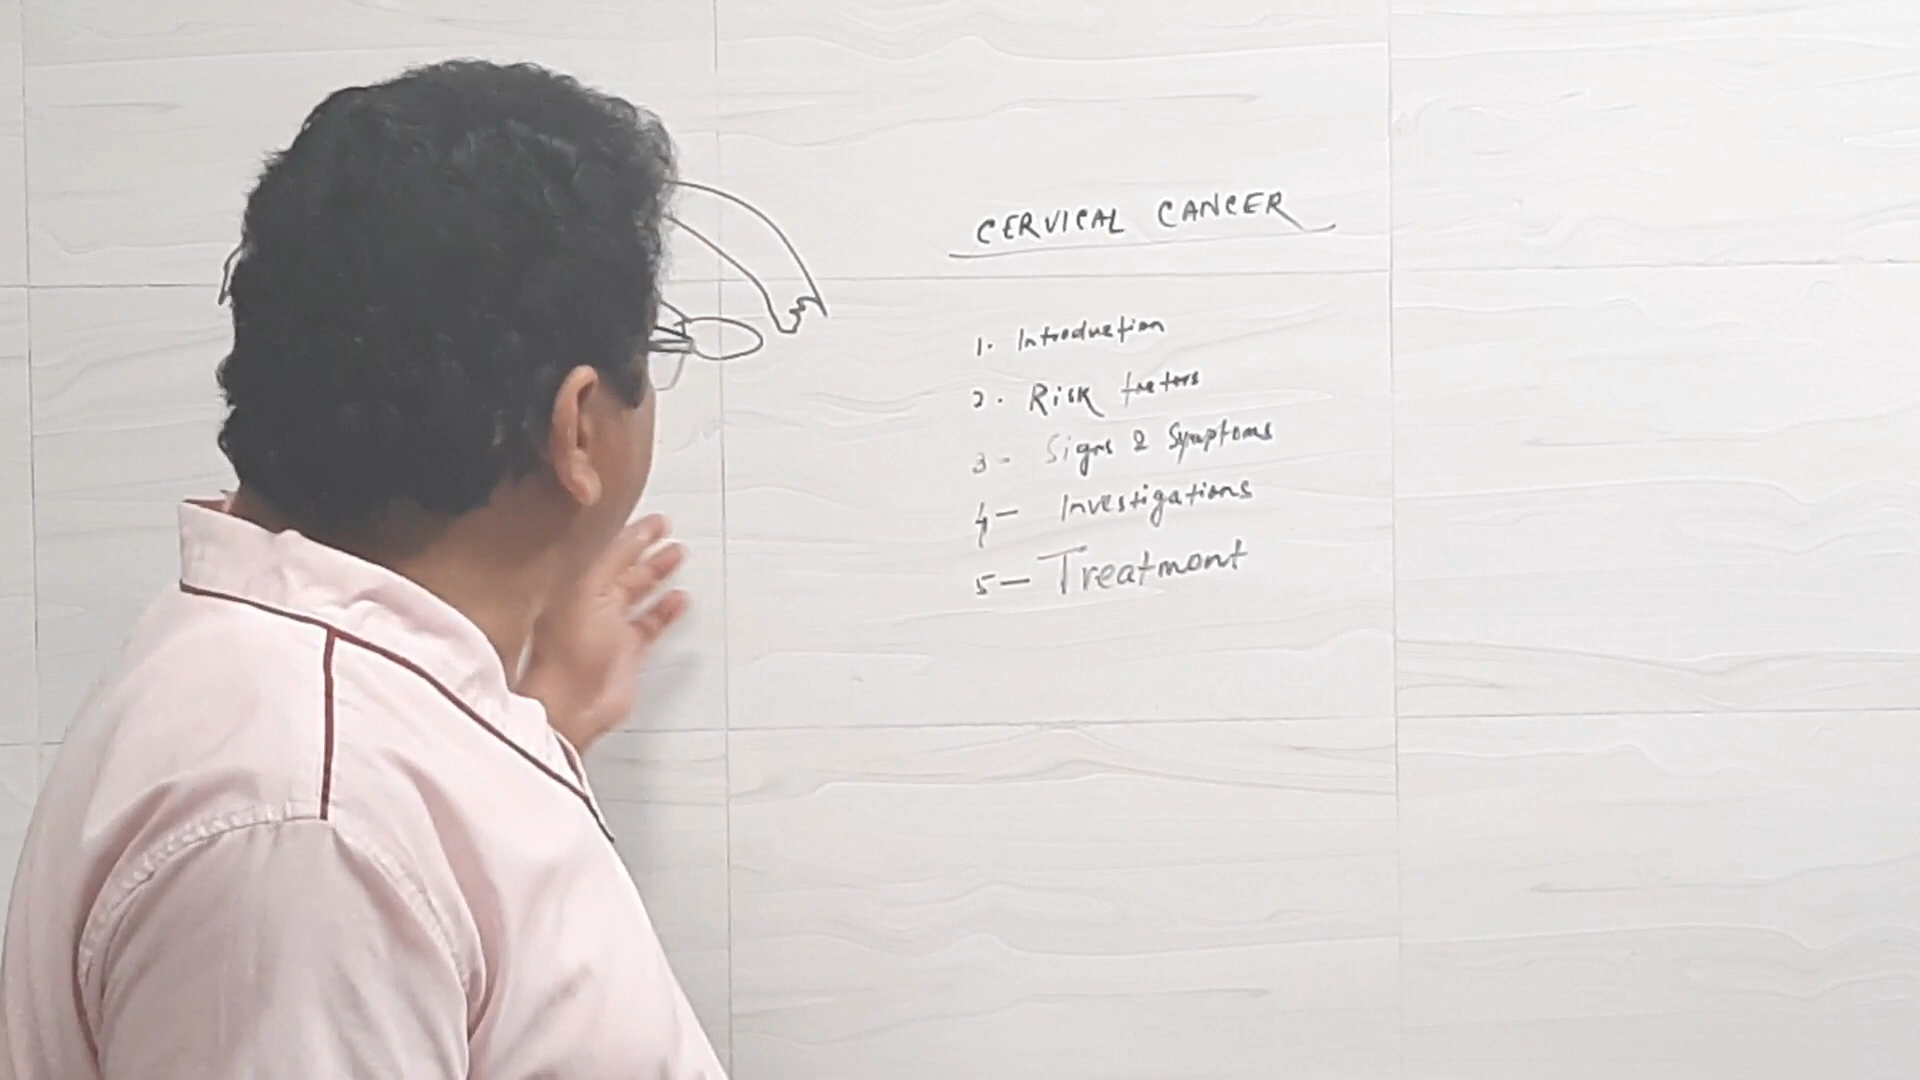 CERVICAL CANCER
1. Introduction
2. Risk factors
3 - Signs & Symptoms
4 - Investigations
5 - Treatment